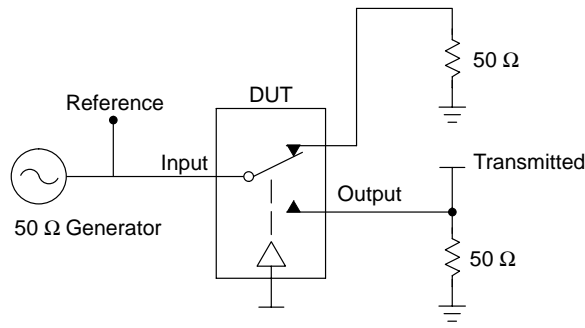 50 Ω
DUT
Reference
Input
Transmitted
Output
50 Ω Generator
50 Ω